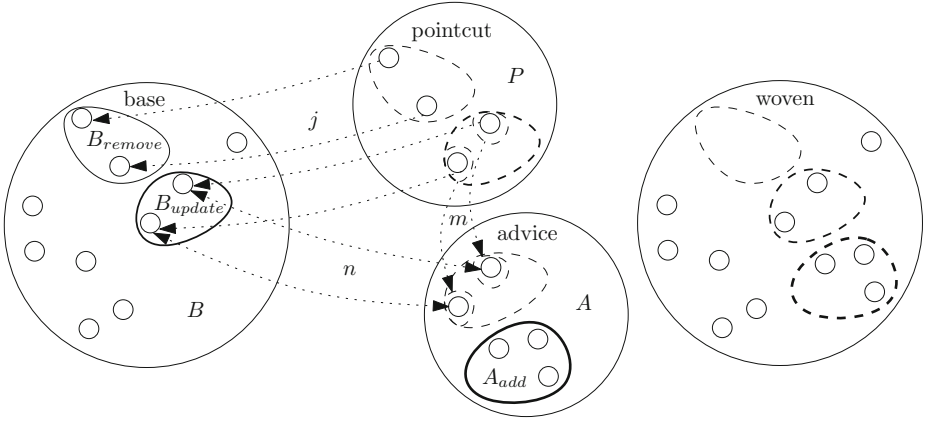 pointcut
P
base
B_remove
j
B_update
m
advice
n
A
B
A_add
woven